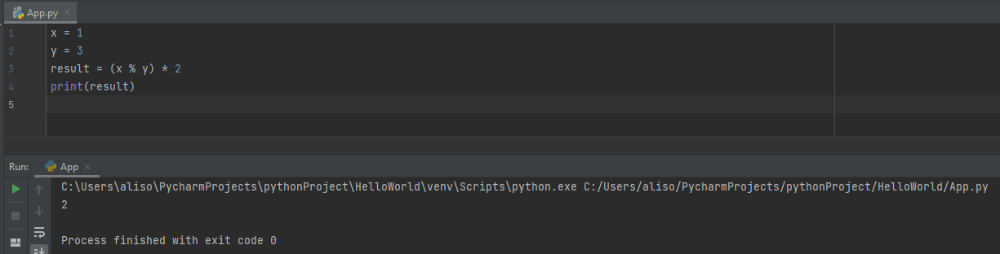 App.py
1 x = 1
2 y = 3
3 result = (x % y) * 2
4 print(result)
5
Run: App
C:\Users\aliso\PycharmProjects\pythonProject\HelloWorld\venv\Scripts\python.exe C:/Users/aliso/PycharmProjects/pythonProject/HelloWorld/App.py
2
Process finished with exit code 0